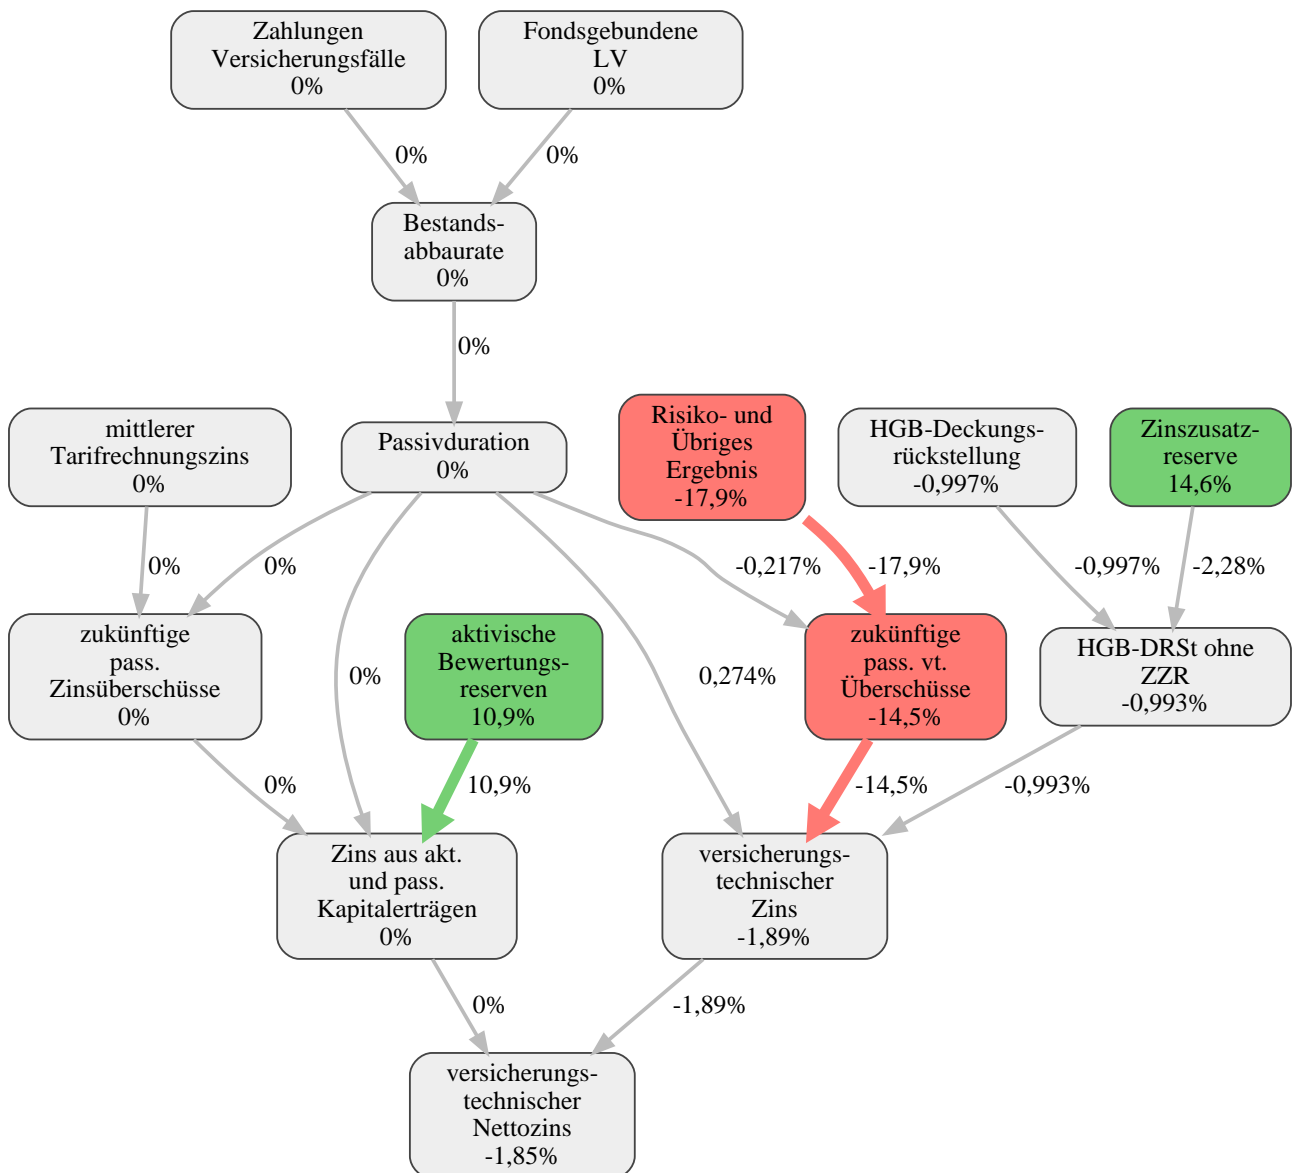 Zahlungen
Versicherungsfälle
0%
Fondsgebundene
LV
0%
0%
0%
Bestands-
abbaurate
0%
0%
mittlerer
Tarifrechnungszins
0%
Passivduration
0%
Risiko- und
Übriges
Ergebnis
-17,9%
HGB-Deckungs-
rückstellung
-0,997%
Zinszusatz-
reserve
14,6%
0%
0%
-0,217%
-17,9%
-0,997%
-2,28%
zukünftige
pass.
Zinsüberschüsse
0%
0%
aktivische
Bewertungs-
reserven
10,9%
0,274%
zukünftige
pass. vt.
Überschüsse
-14,5%
HGB-DRSt ohne
ZZR
-0,993%
0%
10,9%
-14,5%
-0,993%
Zins aus akt.
und pass.
Kapitalerträgen
0%
versicherungs-
technischer
Zins
-1,89%
0%
-1,89%
versicherungs-
technischer
Nettozins
-1,85%